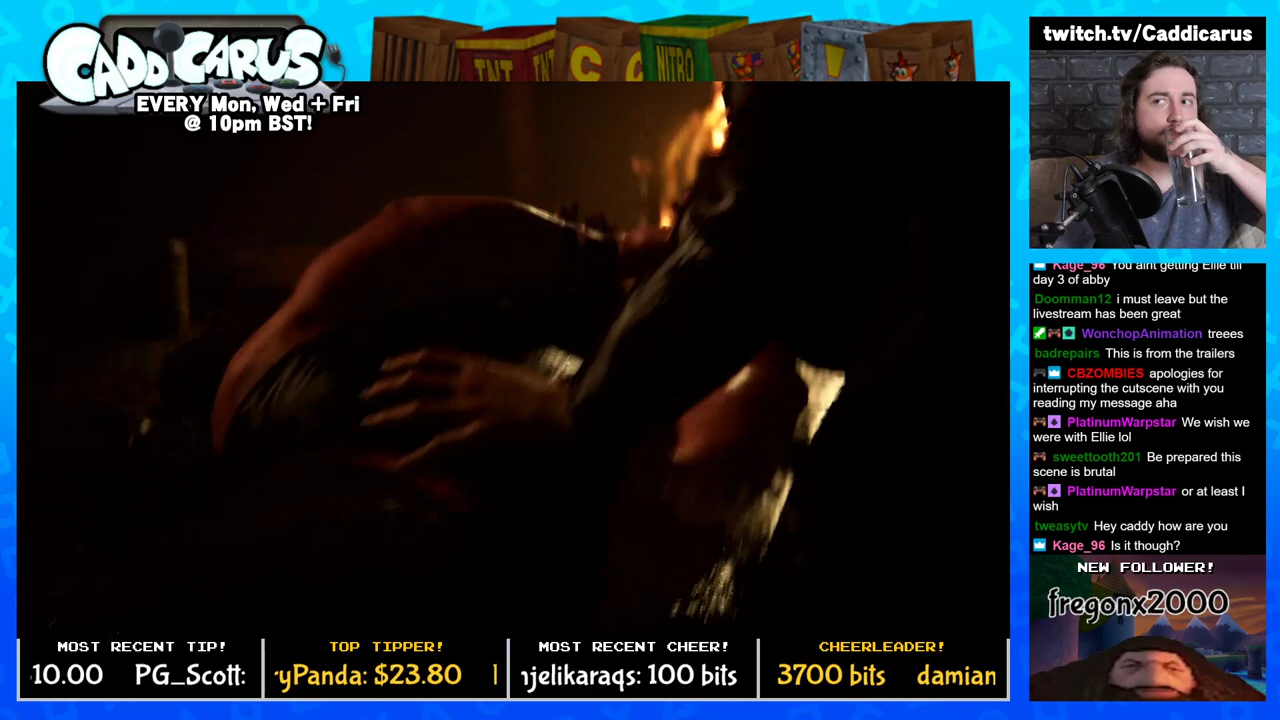 CADDICARUS
EVERY Mon, Wed + Fri
@ 10pm BST!
TNT
C
NITRO
twitch.tv/Caddicarus
Kage_96 You aint getting Ellie till
day 3 of abby
Doomman12 i must leave but the
livestream has been great
WonchopAnimation treees
badrepairs This is from the trailers
CBZOMBIES apologies for
interrupting the cutscene with you
reading my message aha
PlatinumWarpstar We wish we
were with Ellie lol
sweettooth201 Be prepared this
scene is brutal
PlatinumWarpstar or at least I
wish
tweasytv Hey caddy how are you
Kage_96 Is it though?
NEW FOLLOWER!
fregonx2000
MOST RECENT TIP!
10.00 PG_Scott:
TOP TIPPER!
ryPanda: $23.80
MOST RECENT CHEER!
njelikaraqs: 100 bits
CHEERLEADER!
3700 bits damian